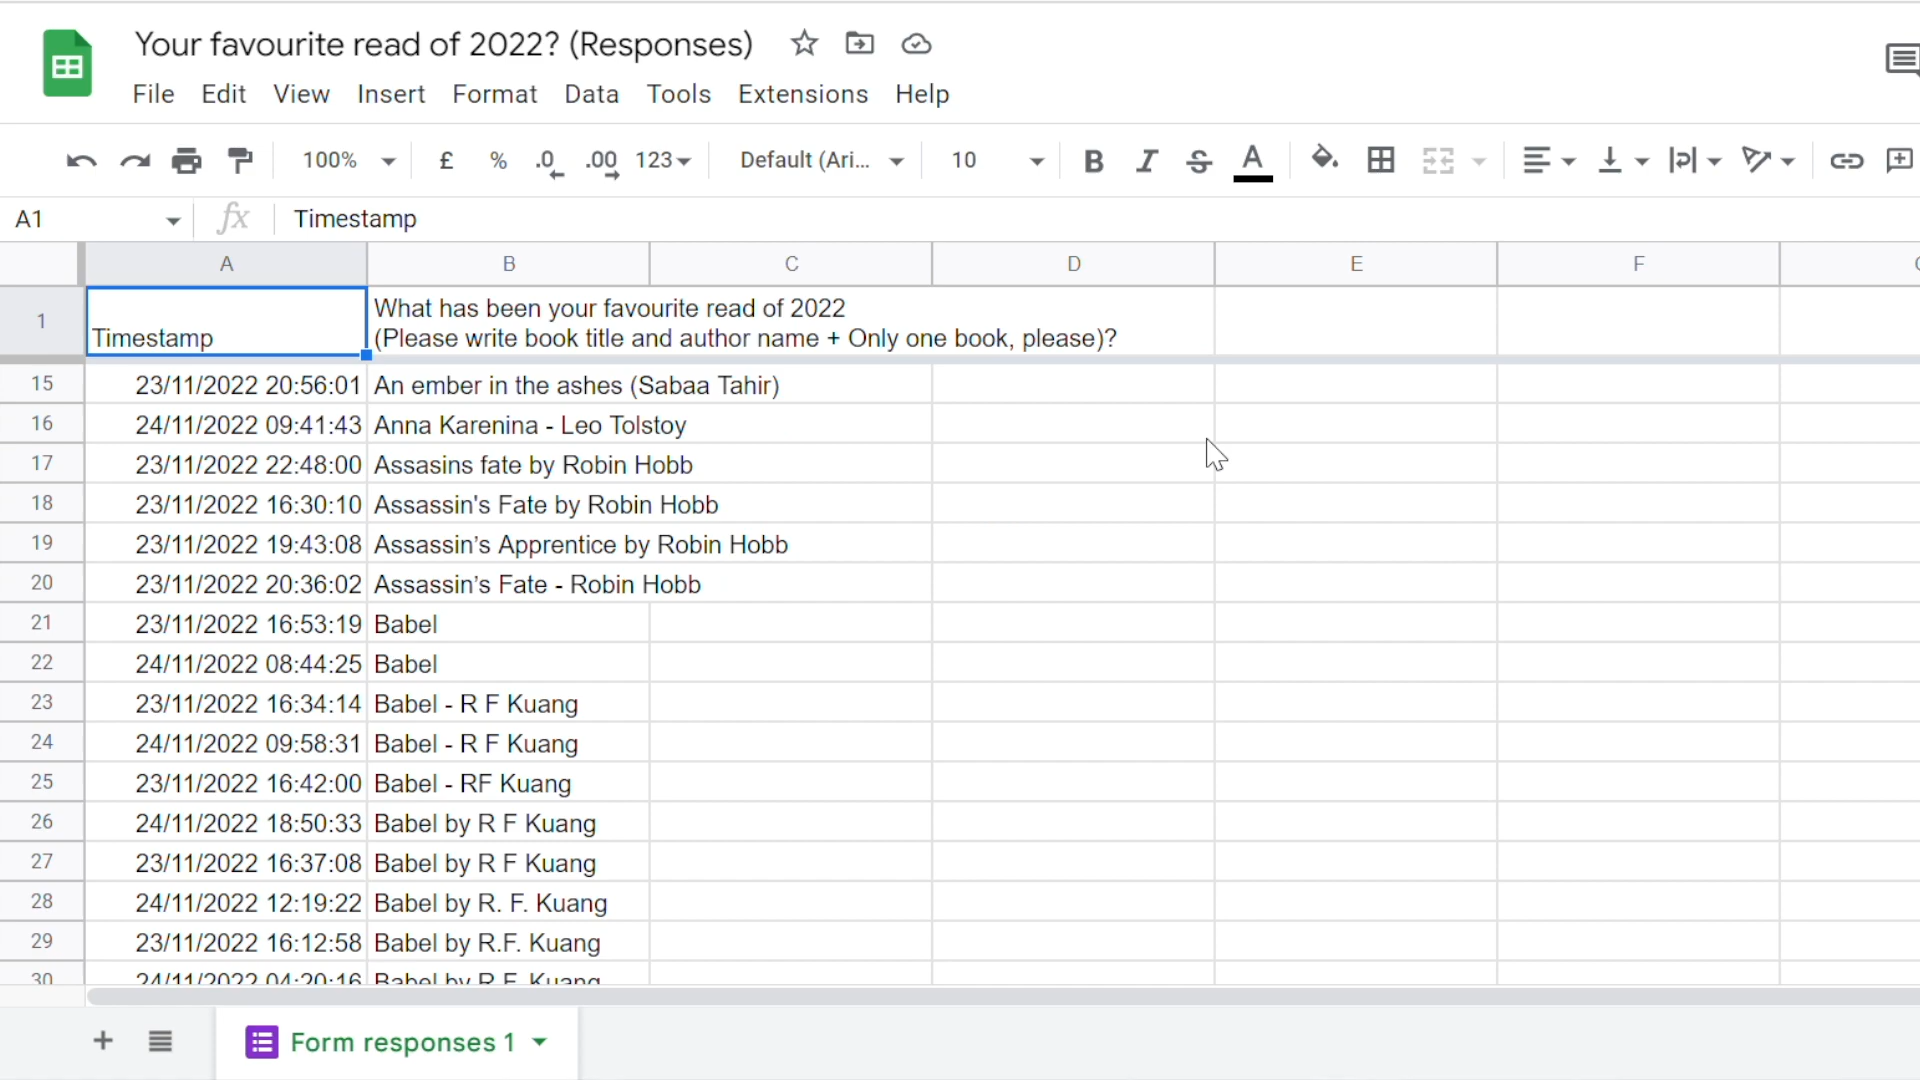 Your favourite read of 2022? (Responses)
File Edit View Insert Format Data Tools Extensions Help
100% £ % .0 .00 123 Default (Ari... 10 B I S A
A1 fx Timestamp
A B C D E F
1 Timestamp What has been your favourite read of 2022
(Please write book title and author name + Only one book, please)?
15 23/11/2022 20:56:01 An ember in the ashes (Sabaa Tahir)
16 24/11/2022 09:41:43 Anna Karenina - Leo Tolstoy
17 23/11/2022 22:48:00 Assasins fate by Robin Hobb
18 23/11/2022 16:30:10 Assassin's Fate by Robin Hobb
19 23/11/2022 19:43:08 Assassin’s Apprentice by Robin Hobb
20 23/11/2022 20:36:02 Assassin’s Fate - Robin Hobb
21 23/11/2022 16:53:19 Babel
22 24/11/2022 08:44:25 Babel
23 23/11/2022 16:34:14 Babel - R F Kuang
24 24/11/2022 09:58:31 Babel - R F Kuang
25 23/11/2022 16:42:00 Babel - RF Kuang
26 24/11/2022 18:50:33 Babel by R F Kuang
27 23/11/2022 16:37:08 Babel by R F Kuang
28 24/11/2022 12:19:22 Babel by R. F. Kuang
29 23/11/2022 16:12:58 Babel by R.F. Kuang
30 24/11/2022 04:20:16 Babel by R.F. Kuang
Form responses 1